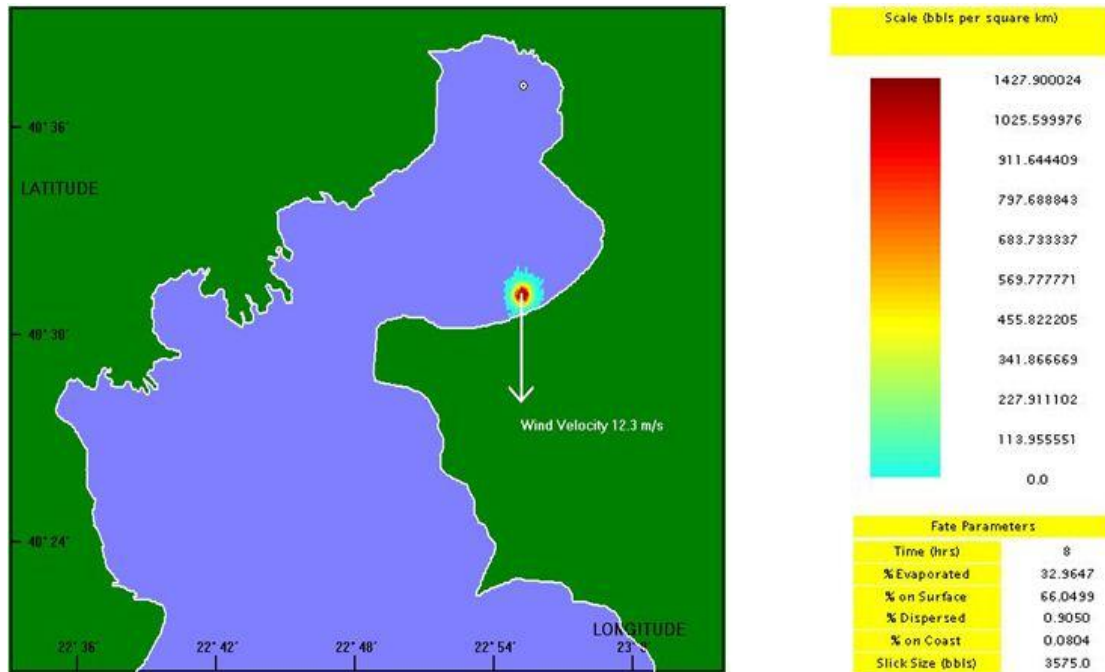 40° 36'
LATITUDE
40° 30'
Wind Velocity 12.3 m/s
40° 24'
LONGITUDE
22° 36' 22° 42' 22° 48' 22° 54' 23° 0'
Scale (bbls per square km)
1427.900024
1025.599976
911.644409
797.688843
683.733337
569.777771
455.822205
341.866669
227.911102
113.955551
0.0
Fate Parameters
Time (hrs) 8
% Evaporated 32.9647
% on Surface 66.0499
% Dispersed 0.9050
% on Coast 0.0804
Slick Size (bbls) 3575.0